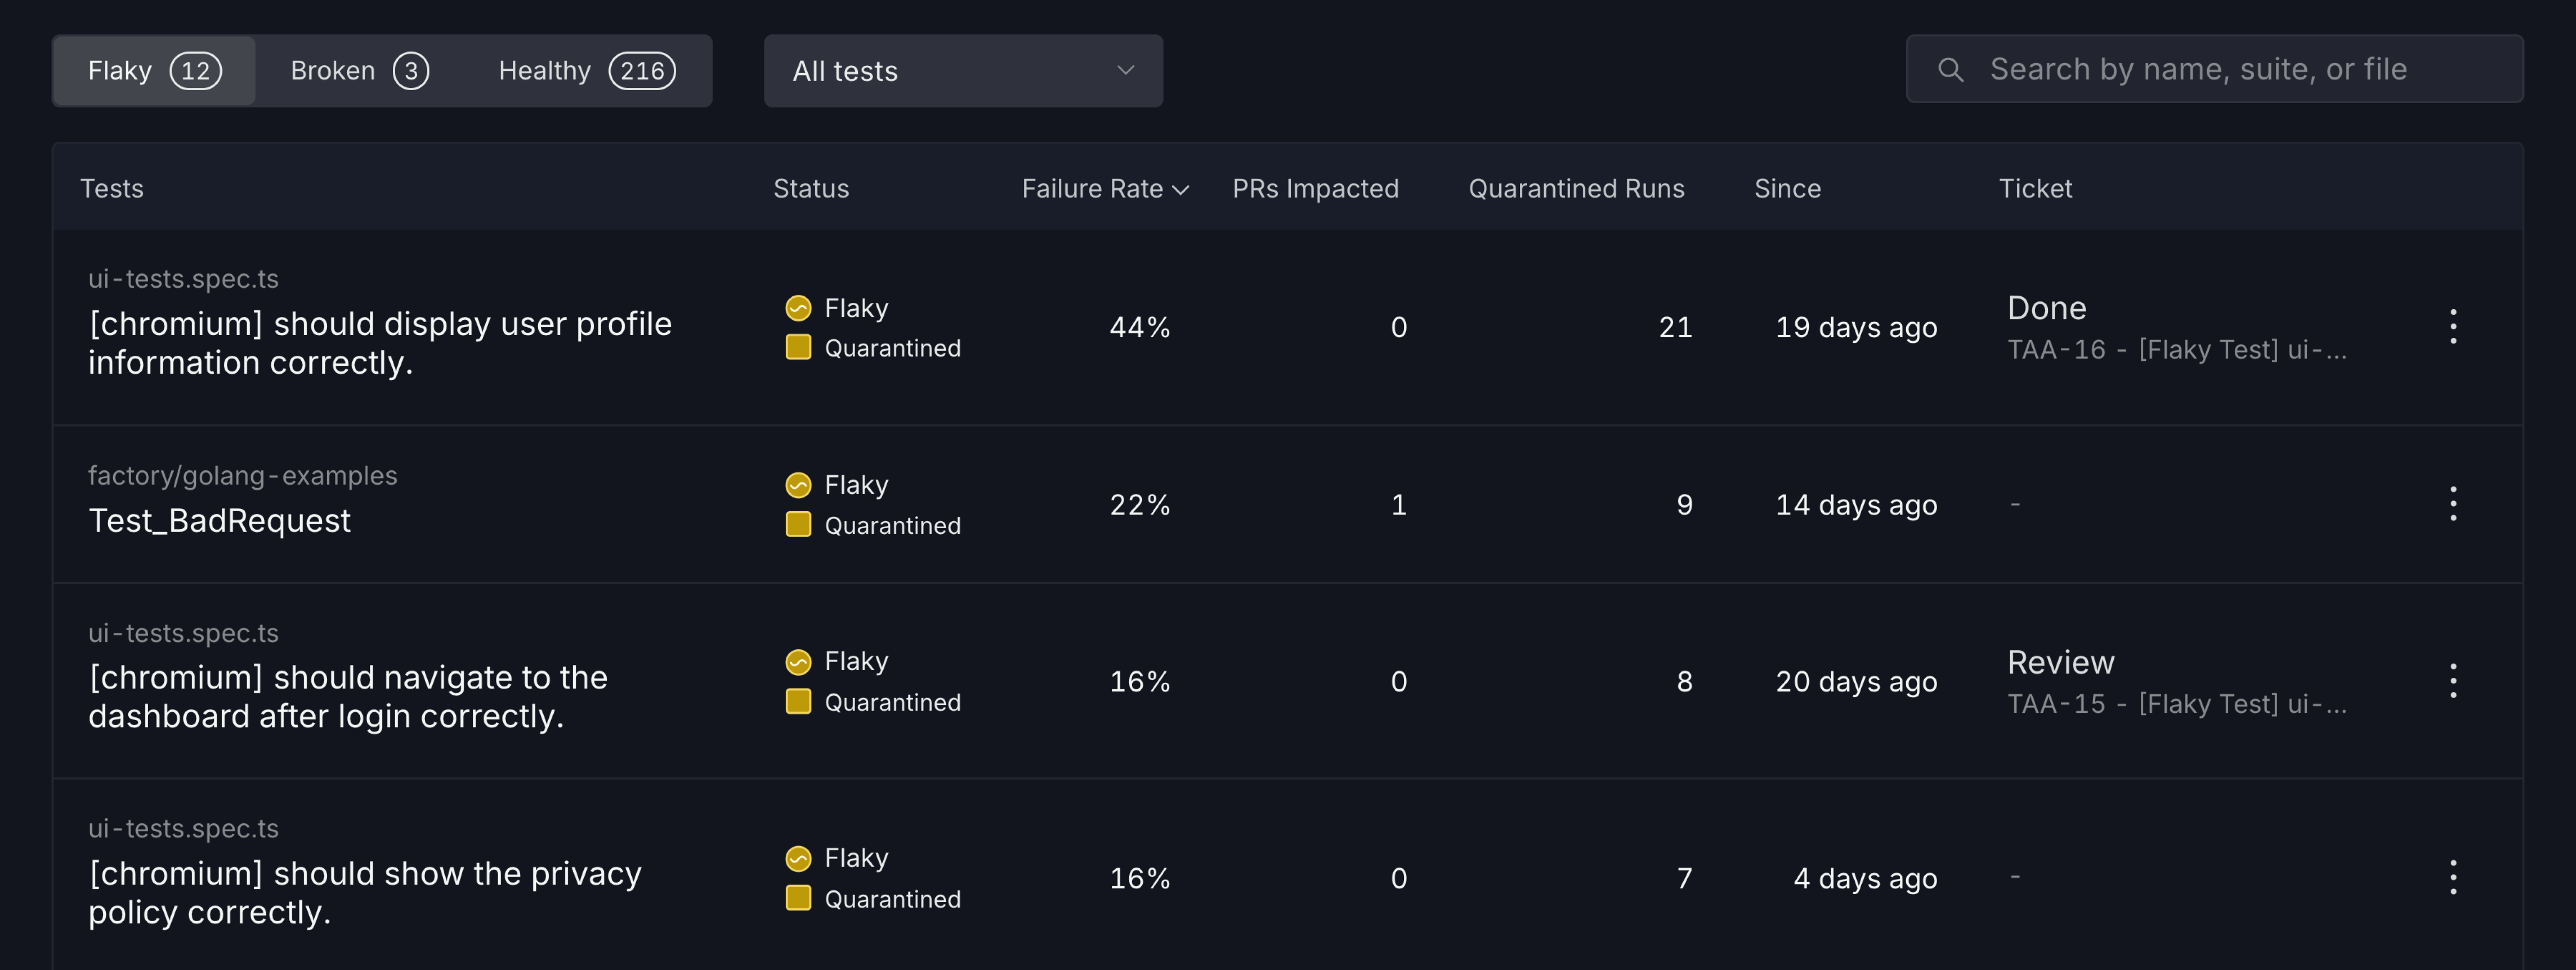 Flaky 12 Broken 3 Healthy 216 All tests Search by name, suite, or file
Tests Status Failure Rate PRs Impacted Quarantined Runs Since Ticket
ui-tests.spec.ts
[chromium] should display user profile
information correctly.
Flaky
Quarantined
44% 0 21 19 days ago
Done
TAA-16 - [Flaky Test] ui-...
factory/golang-examples
Test_BadRequest
Flaky
Quarantined
22% 1 9 14 days ago -
ui-tests.spec.ts
[chromium] should navigate to the
dashboard after login correctly.
Flaky
Quarantined
16% 0 8 20 days ago
Review
TAA-15 - [Flaky Test] ui-...
ui-tests.spec.ts
[chromium] should show the privacy
policy correctly.
Flaky
Quarantined
16% 0 7 4 days ago -